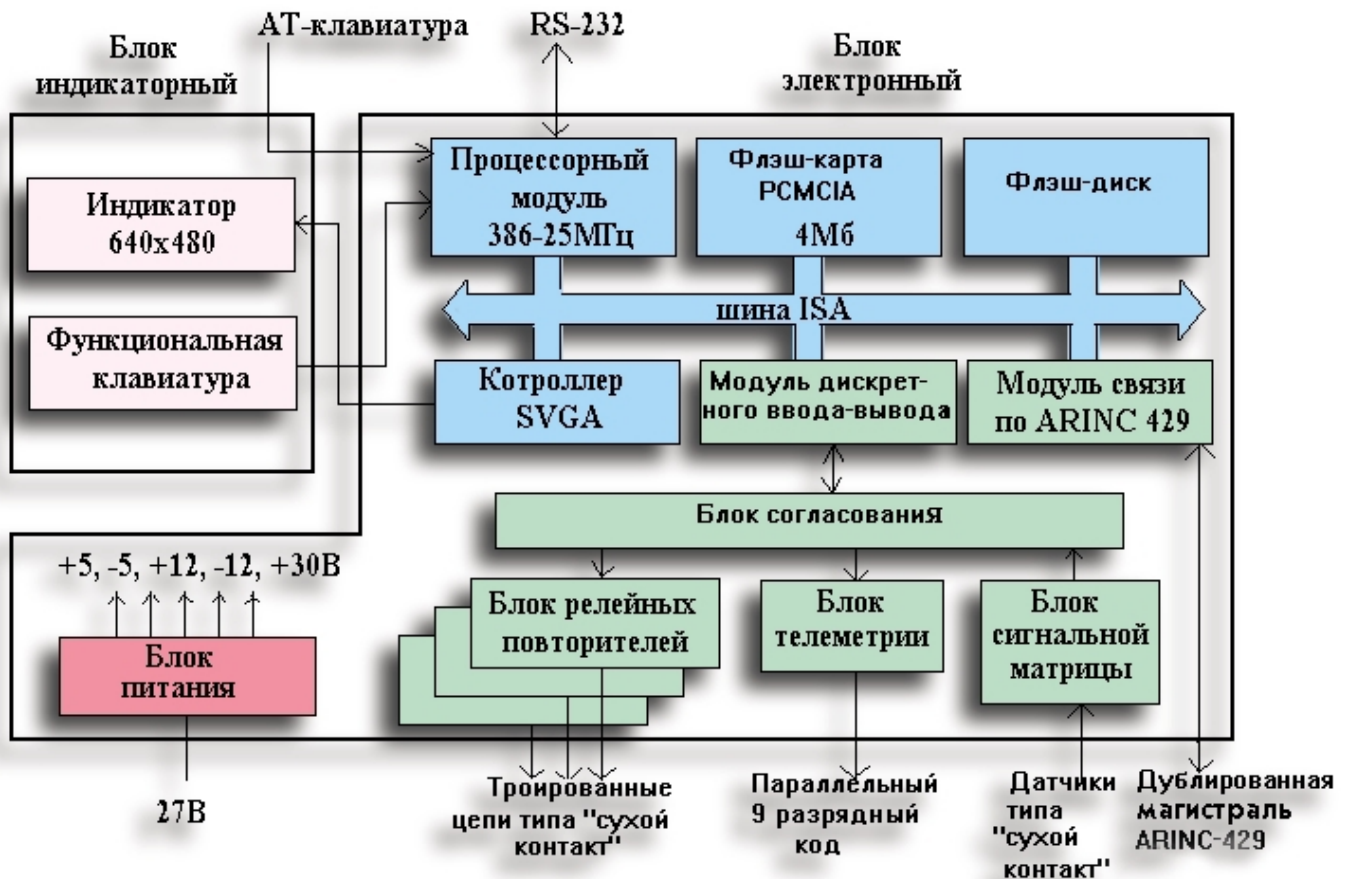 АТ-клавиатура
RS-232
Блок
индикаторный
Блок
электронный
Процессорный
модуль
386-25МГц
Флэш-карта
PCMCIA
4Мб
Флэш-диск
Индикатор
640x480
шина ISA
Функциональная
клавиатура
Котроллер
SVGA
Модуль дискрет-
ного ввода-вывода
Модуль связи
по ARINC 429
Блок согласования
+5, -5, +12, -12, +30В
Блок релейных
повторителей
Блок
телеметрии
Блок
сигнальной
матрицы
Блок
питания
27В
Троированные
цепи типа "сухой
контакт"
Параллельный
9 разрядный
код
Датчики
типа
"сухой
контакт"
Дублированная
магистраль
ARINC-429